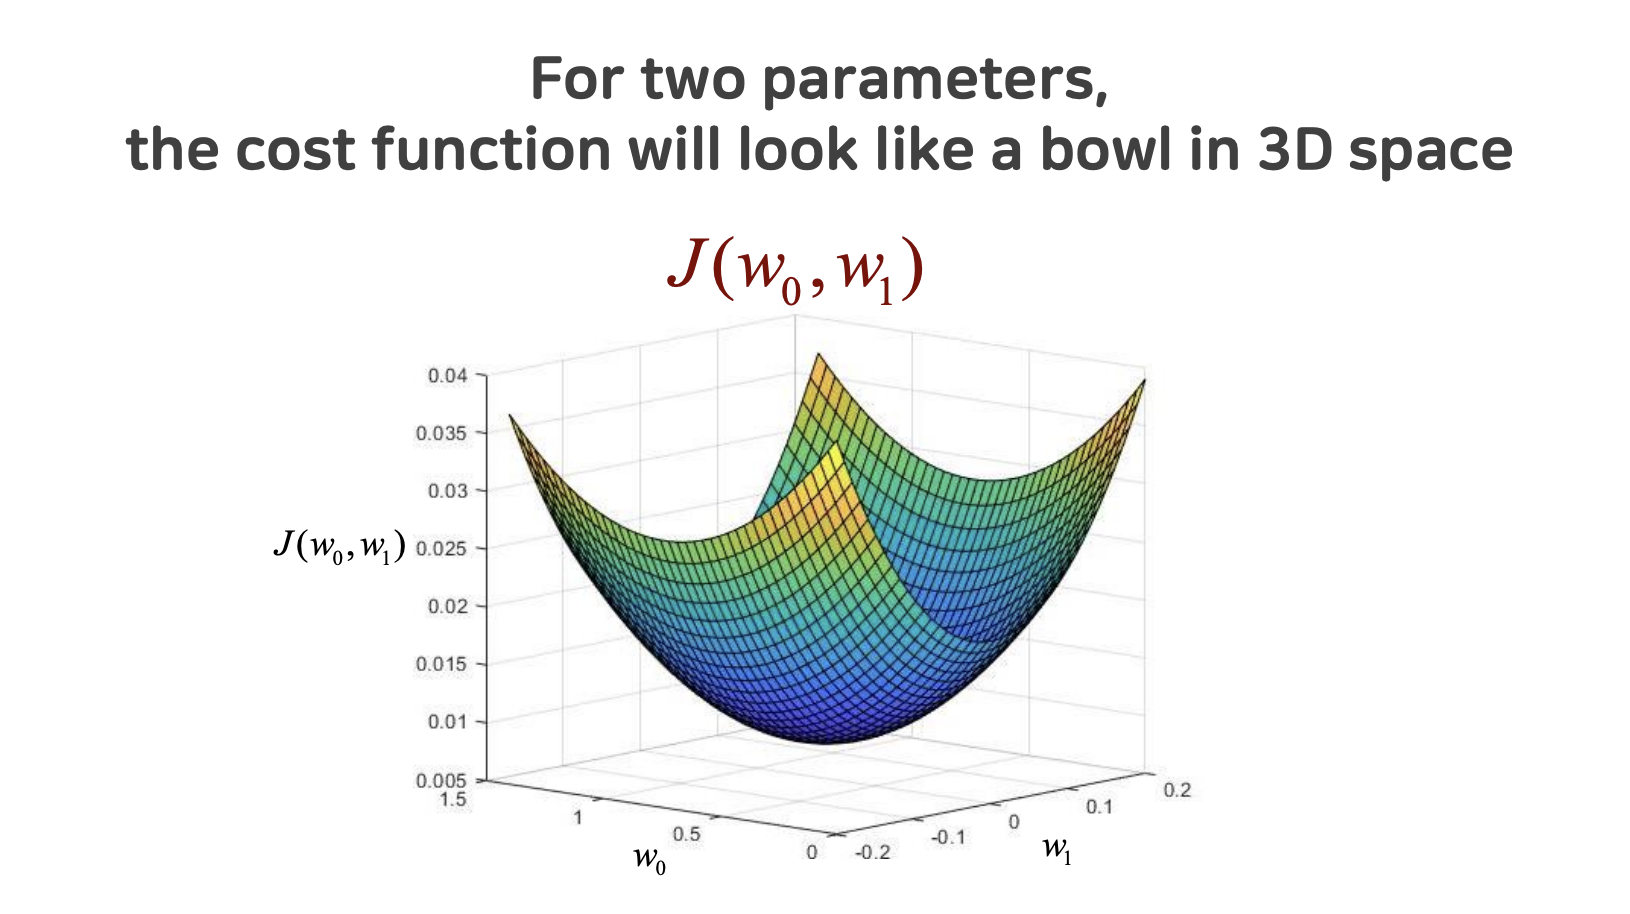 For two parameters,
the cost function will look like a bowl in 3D space
J(w₀, w₁)
0.04
0.035
0.03
J(w₀, w₁) 0.025
0.02
0.015
0.01
0.005
1.5
1
0.5
0
w₀
-0.2
-0.1
0
0.1
0.2
w₁